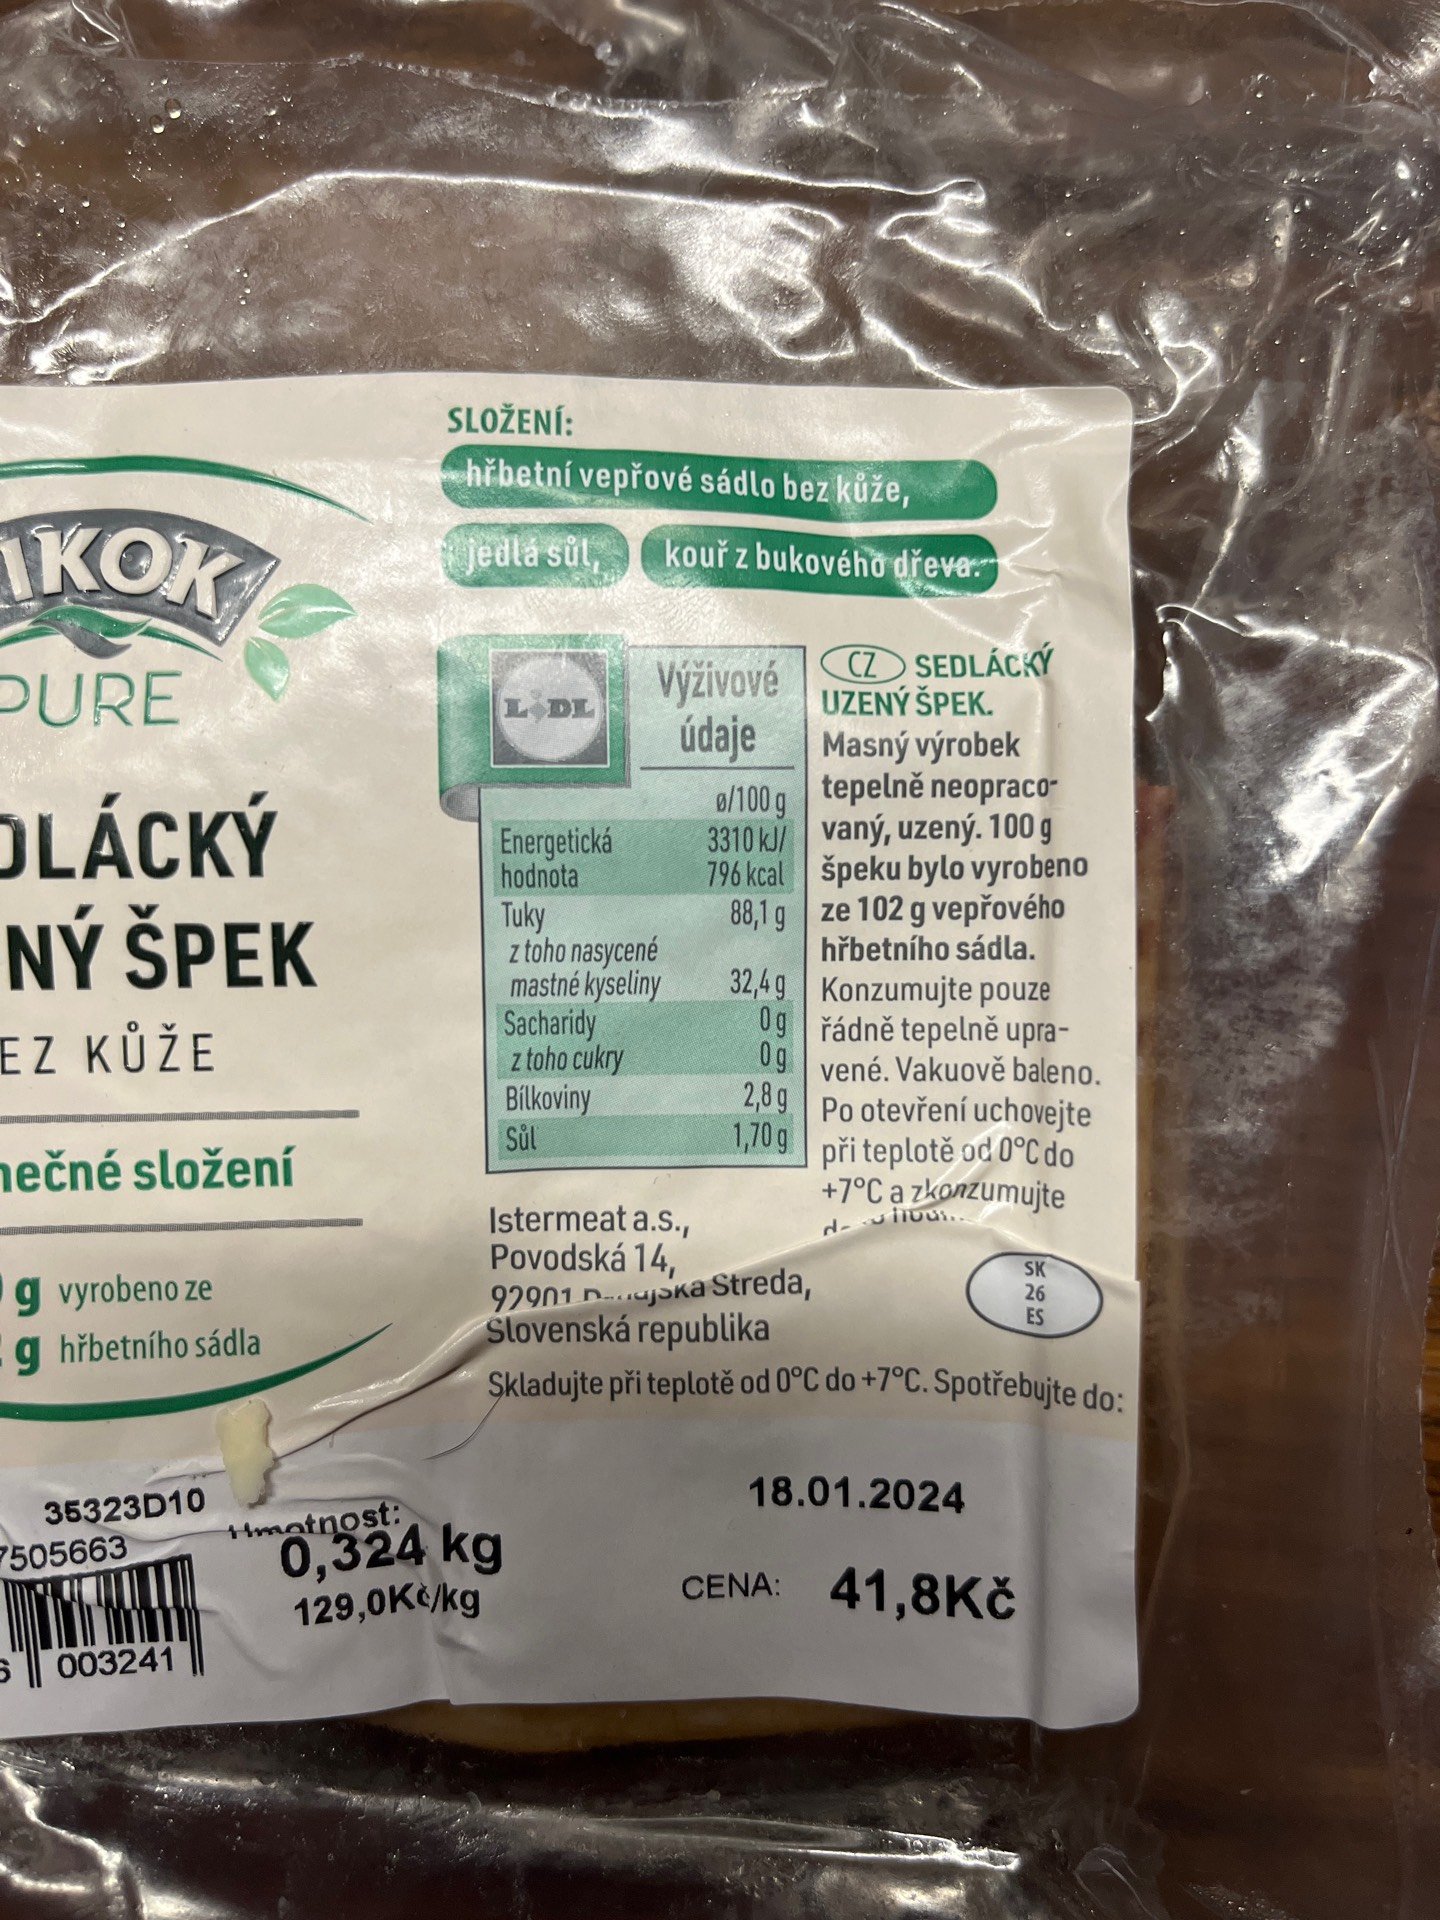 IKOK
PURE
DLÁCKÝ
NÝ ŠPEK
EZ KŮŽE
nečné složení
g vyrobeno ze
g hřbetního sádla
SLOŽENÍ:
hřbetní vepřové sádlo bez kůže,
jedlá sůl, kouř z bukového dřeva.
LIDL
Výživové
údaje
ø/100 g
Energetická 3310 kJ/
hodnota 796 kcal
Tuky 88,1 g
z toho nasycené
mastné kyseliny 32,4 g
Sacharidy 0 g
z toho cukry 0 g
Bílkoviny 2,8 g
Sůl 1,70 g
CZ SEDLÁCKÝ
UZENÝ ŠPEK.
Masný výrobek
tepelně neopraco-
vaný, uzený. 100 g
špeku bylo vyrobeno
ze 102 g vepřového
hřbetního sádla.
Konzumujte pouze
řádně tepelně upra-
vené. Vakuově baleno.
Po otevření uchovejte
při teplotě od 0°C do
+7°C a zkonzumujte
Istermeat a.s.,
Povodská 14,
92901 Streda,
Slovenská republika
SK
26
ES
Skladujte při teplotě od 0°C do +7°C. Spotřebujte do:
35323D10
7505663
6 003241
Hmotnost:
0,324 kg
129,0Kč/kg
18.01.2024
CENA: 41,8Kč